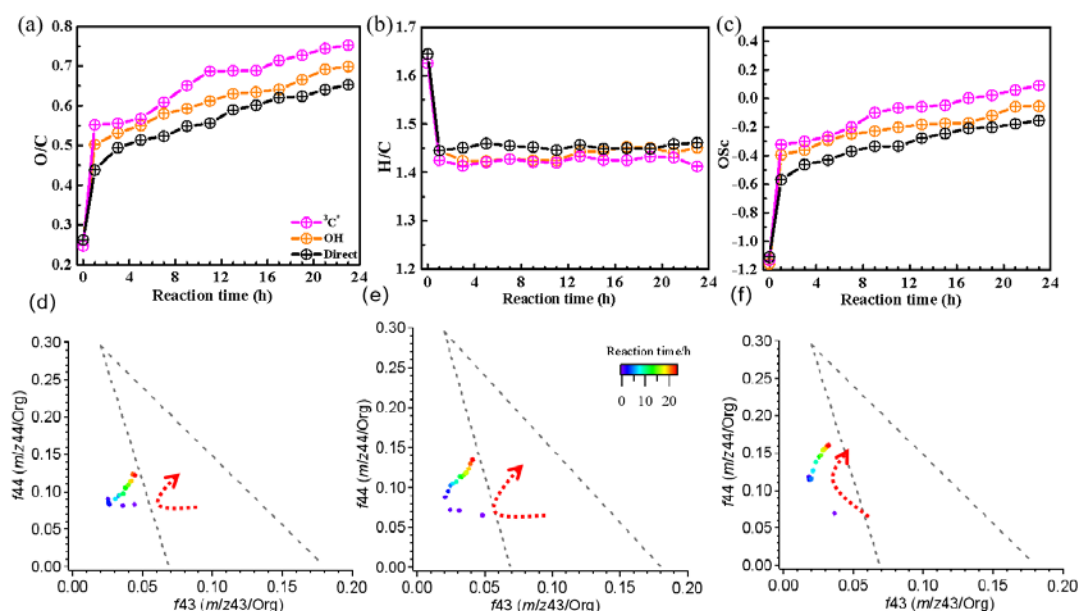 (a)
0.8
0.7
0.6
0.5
0.4
0.3
0.2
O/C
³C*
OH
Direct
0 4 8 12 16 20 24
Reaction time (h)
(b)
1.6
1.4
1.2
H/C
0 4 8 12 16 20 24
Reaction time (h)
(c)
0.4
0.2
0.0
-0.2
-0.4
-0.6
-0.8
-1.0
-1.2
OSc
0 4 8 12 16 20 24
Reaction time (h)
(d)
0.30
0.25
0.20
0.15
0.10
0.05
0.00
f44 (m/z44/Org)
0.00 0.05 0.10 0.15 0.20
f43 (m/z43/Org)
(e)
0.30
0.25
0.20
0.15
0.10
0.05
0.00
f44 (m/z44/Org)
Reaction time/h
0 10 20
0.00 0.05 0.10 0.15 0.20
f43 (m/z43/Org)
(f)
0.30
0.25
0.20
0.15
0.10
0.05
0.00
f44 (m/z44/Org)
0.00 0.05 0.10 0.15 0.20
f43 (m/z43/Org)